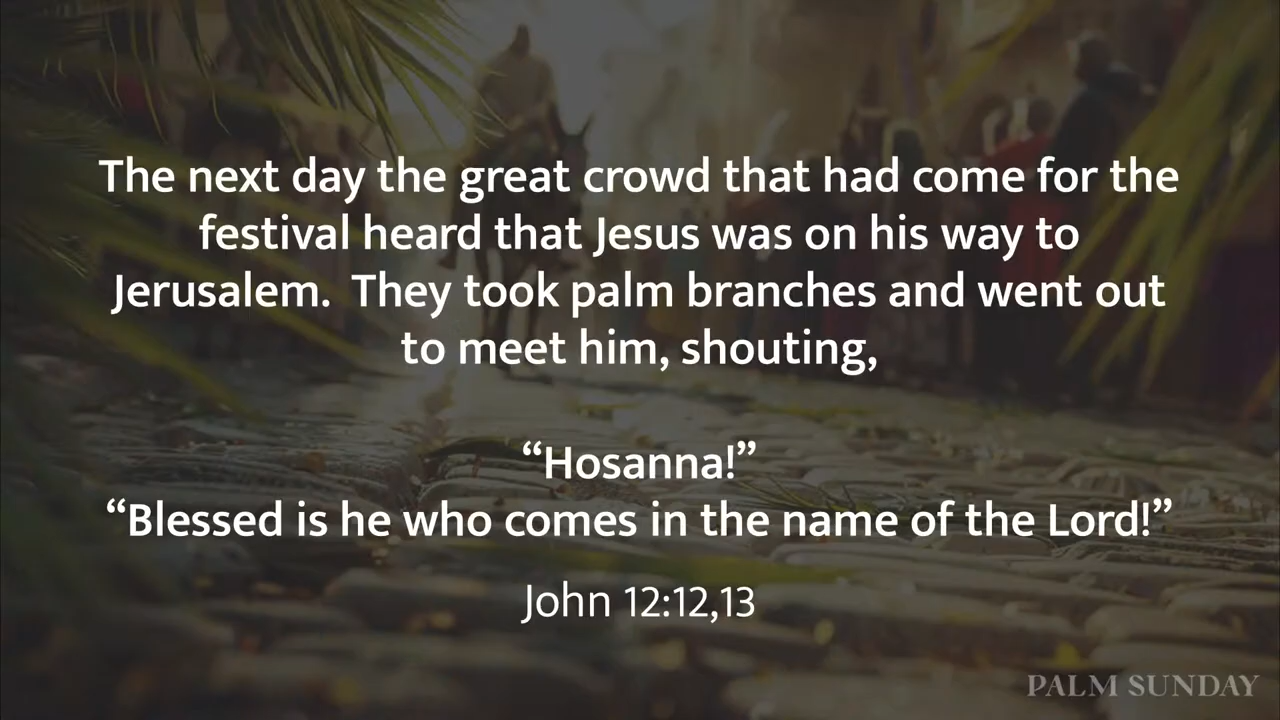 The next day the great crowd that had come for the
festival heard that Jesus was on his way to
Jerusalem.  They took palm branches and went out
to meet him, shouting,
“Hosanna!”
“Blessed is he who comes in the name of the Lord!”
John 12:12,13
PALM SUNDAY